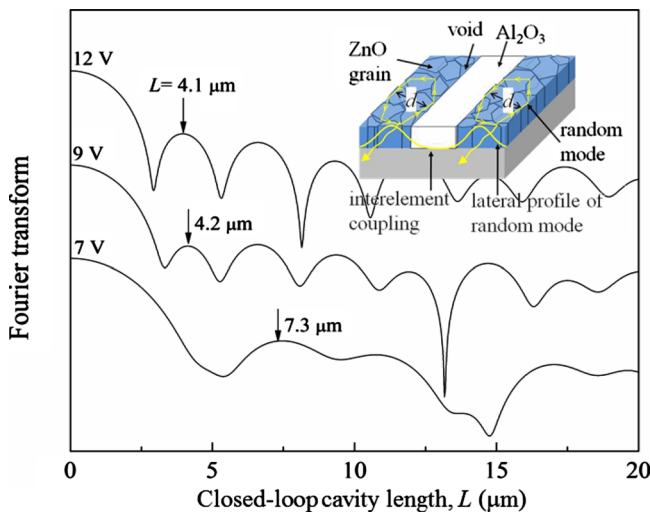 12 V
ZnO
grain
void
Al₂O₃
L= 4.1 μm
d
d
random
mode
9 V
interelement
coupling
lateral profile of
random mode
4.2 μm
7 V
7.3 μm
Fourier transform
0
5
10
15
20
Closed-loop cavity length, L (μm)